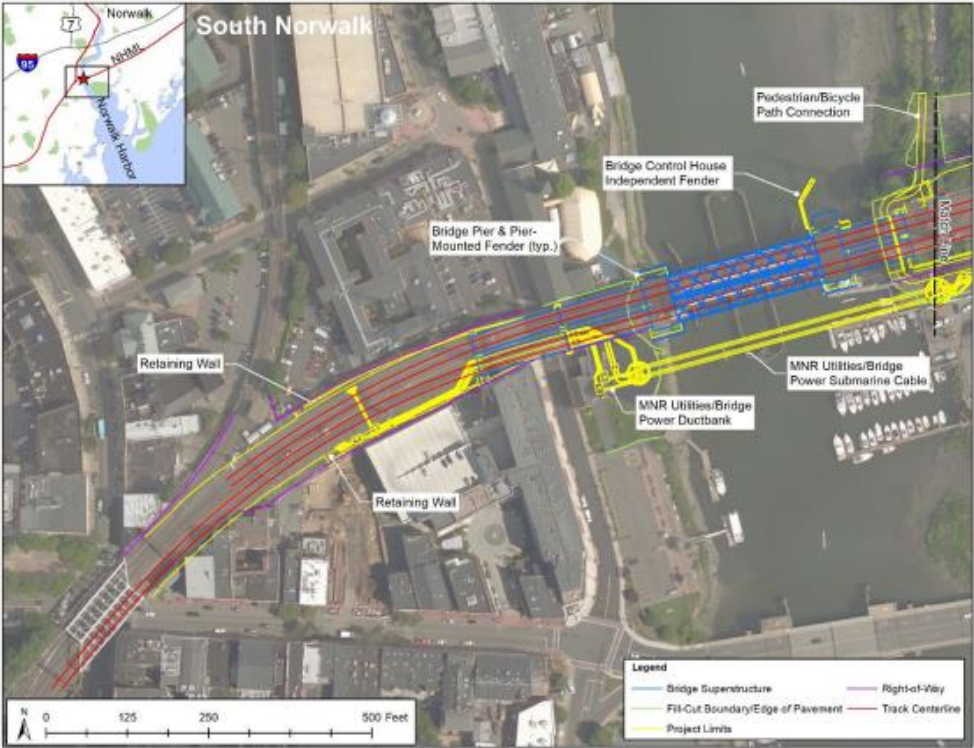 Norwalk
7
South Norwalk
NHML
95
Norwalk Harbor
Pedestrian/Bicycle
Path Connection
Bridge Control House
Independent Fender
Bridge Pier & Pier-
Mounted Fender (typ.)
Retaining Wall
MNR Utilities/Bridge
Power Submarine Cable
MNR Utilities/Bridge
Power Ductbank
Retaining Wall
Legend
Bridge Superstructure
Right-of-Way
Fill-Cut Boundary/Edge of Pavement
Track Centerline
Project Limits
N
0 125 250 500 Feet